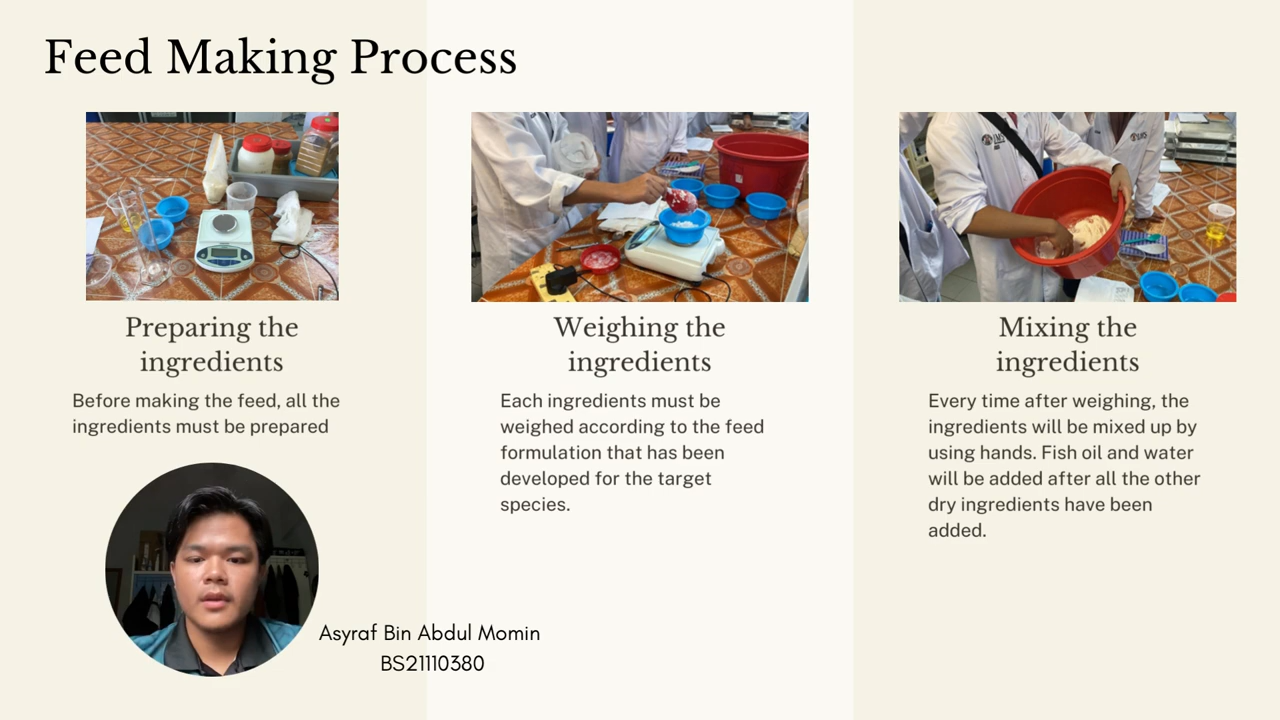 Feed Making Process
Preparing the
ingredients
Before making the feed, all the
ingredients must be prepared
Weighing the
ingredients
Each ingredients must be
weighed according to the feed
formulation that has been
developed for the target
species.
Mixing the
ingredients
Every time after weighing, the
ingredients will be mixed up by
using hands. Fish oil and water
will be added after all the other
dry ingredients have been
added.
Asyraf Bin Abdul Momin
BS21110380